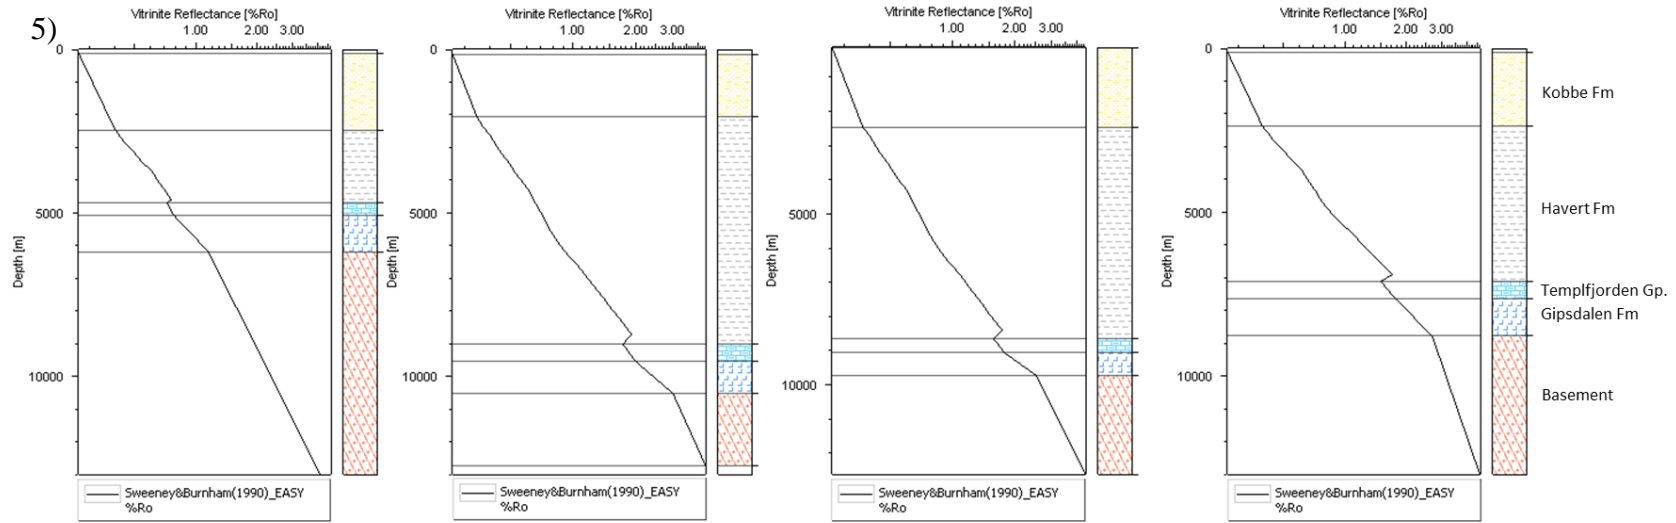 5)
Vitrinite Reflectance [%Ro]
1.00 2.00 3.00
0
5000
10000
Depth [m]
Sweeney&Burnham(1990)_EASY
%Ro
Vitrinite Reflectance [%Ro]
1.00 2.00 3.00
0
5000
10000
Depth [m]
Sweeney&Burnham(1990)_EASY
%Ro
Vitrinite Reflectance [%Ro]
1.00 2.00 3.00
5000
10000
Depth [m]
Sweeney&Burnham(1990)_EASY
%Ro
Vitrinite Reflectance [%Ro]
1.00 2.00 3.00
0
5000
10000
Depth [m]
Sweeney&Burnham(1990)_EASY
%Ro
Kobbe Fm
Havert Fm
Templfjorden Gp.
Gipsdalen Fm
Basement